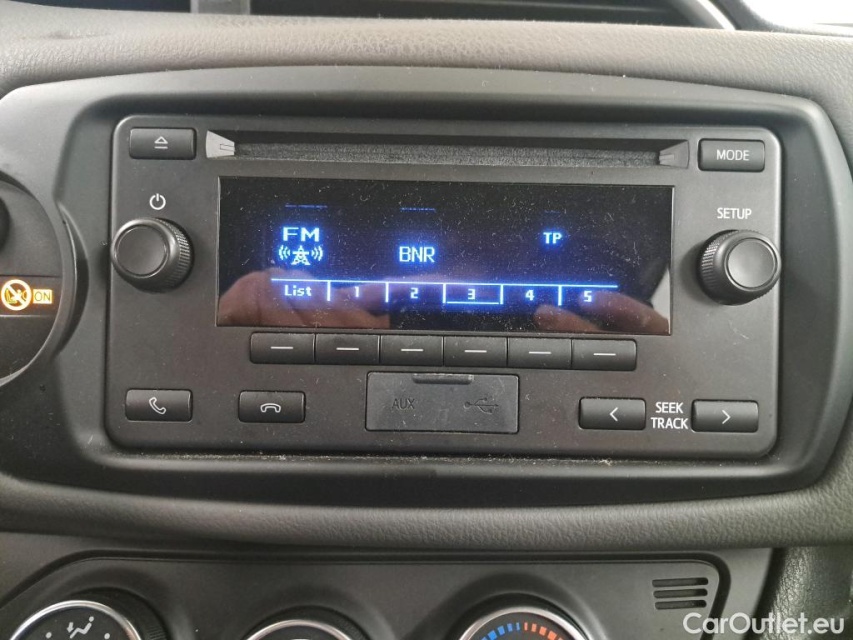 MODE
SETUP
FM
BNR
TP
List 1 2 3 4 5
ON
AUX
SEEK
TRACK
CarOutlet.eu